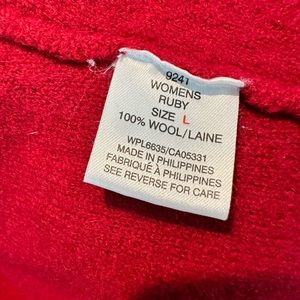 9241
WOMENS
RUBY
SIZE L
100% WOOL/LAINE
WPL6635/CA05331
MADE IN PHILIPPINES
FABRIQUÉ À PHILIPPINES
SEE REVERSE FOR CARE